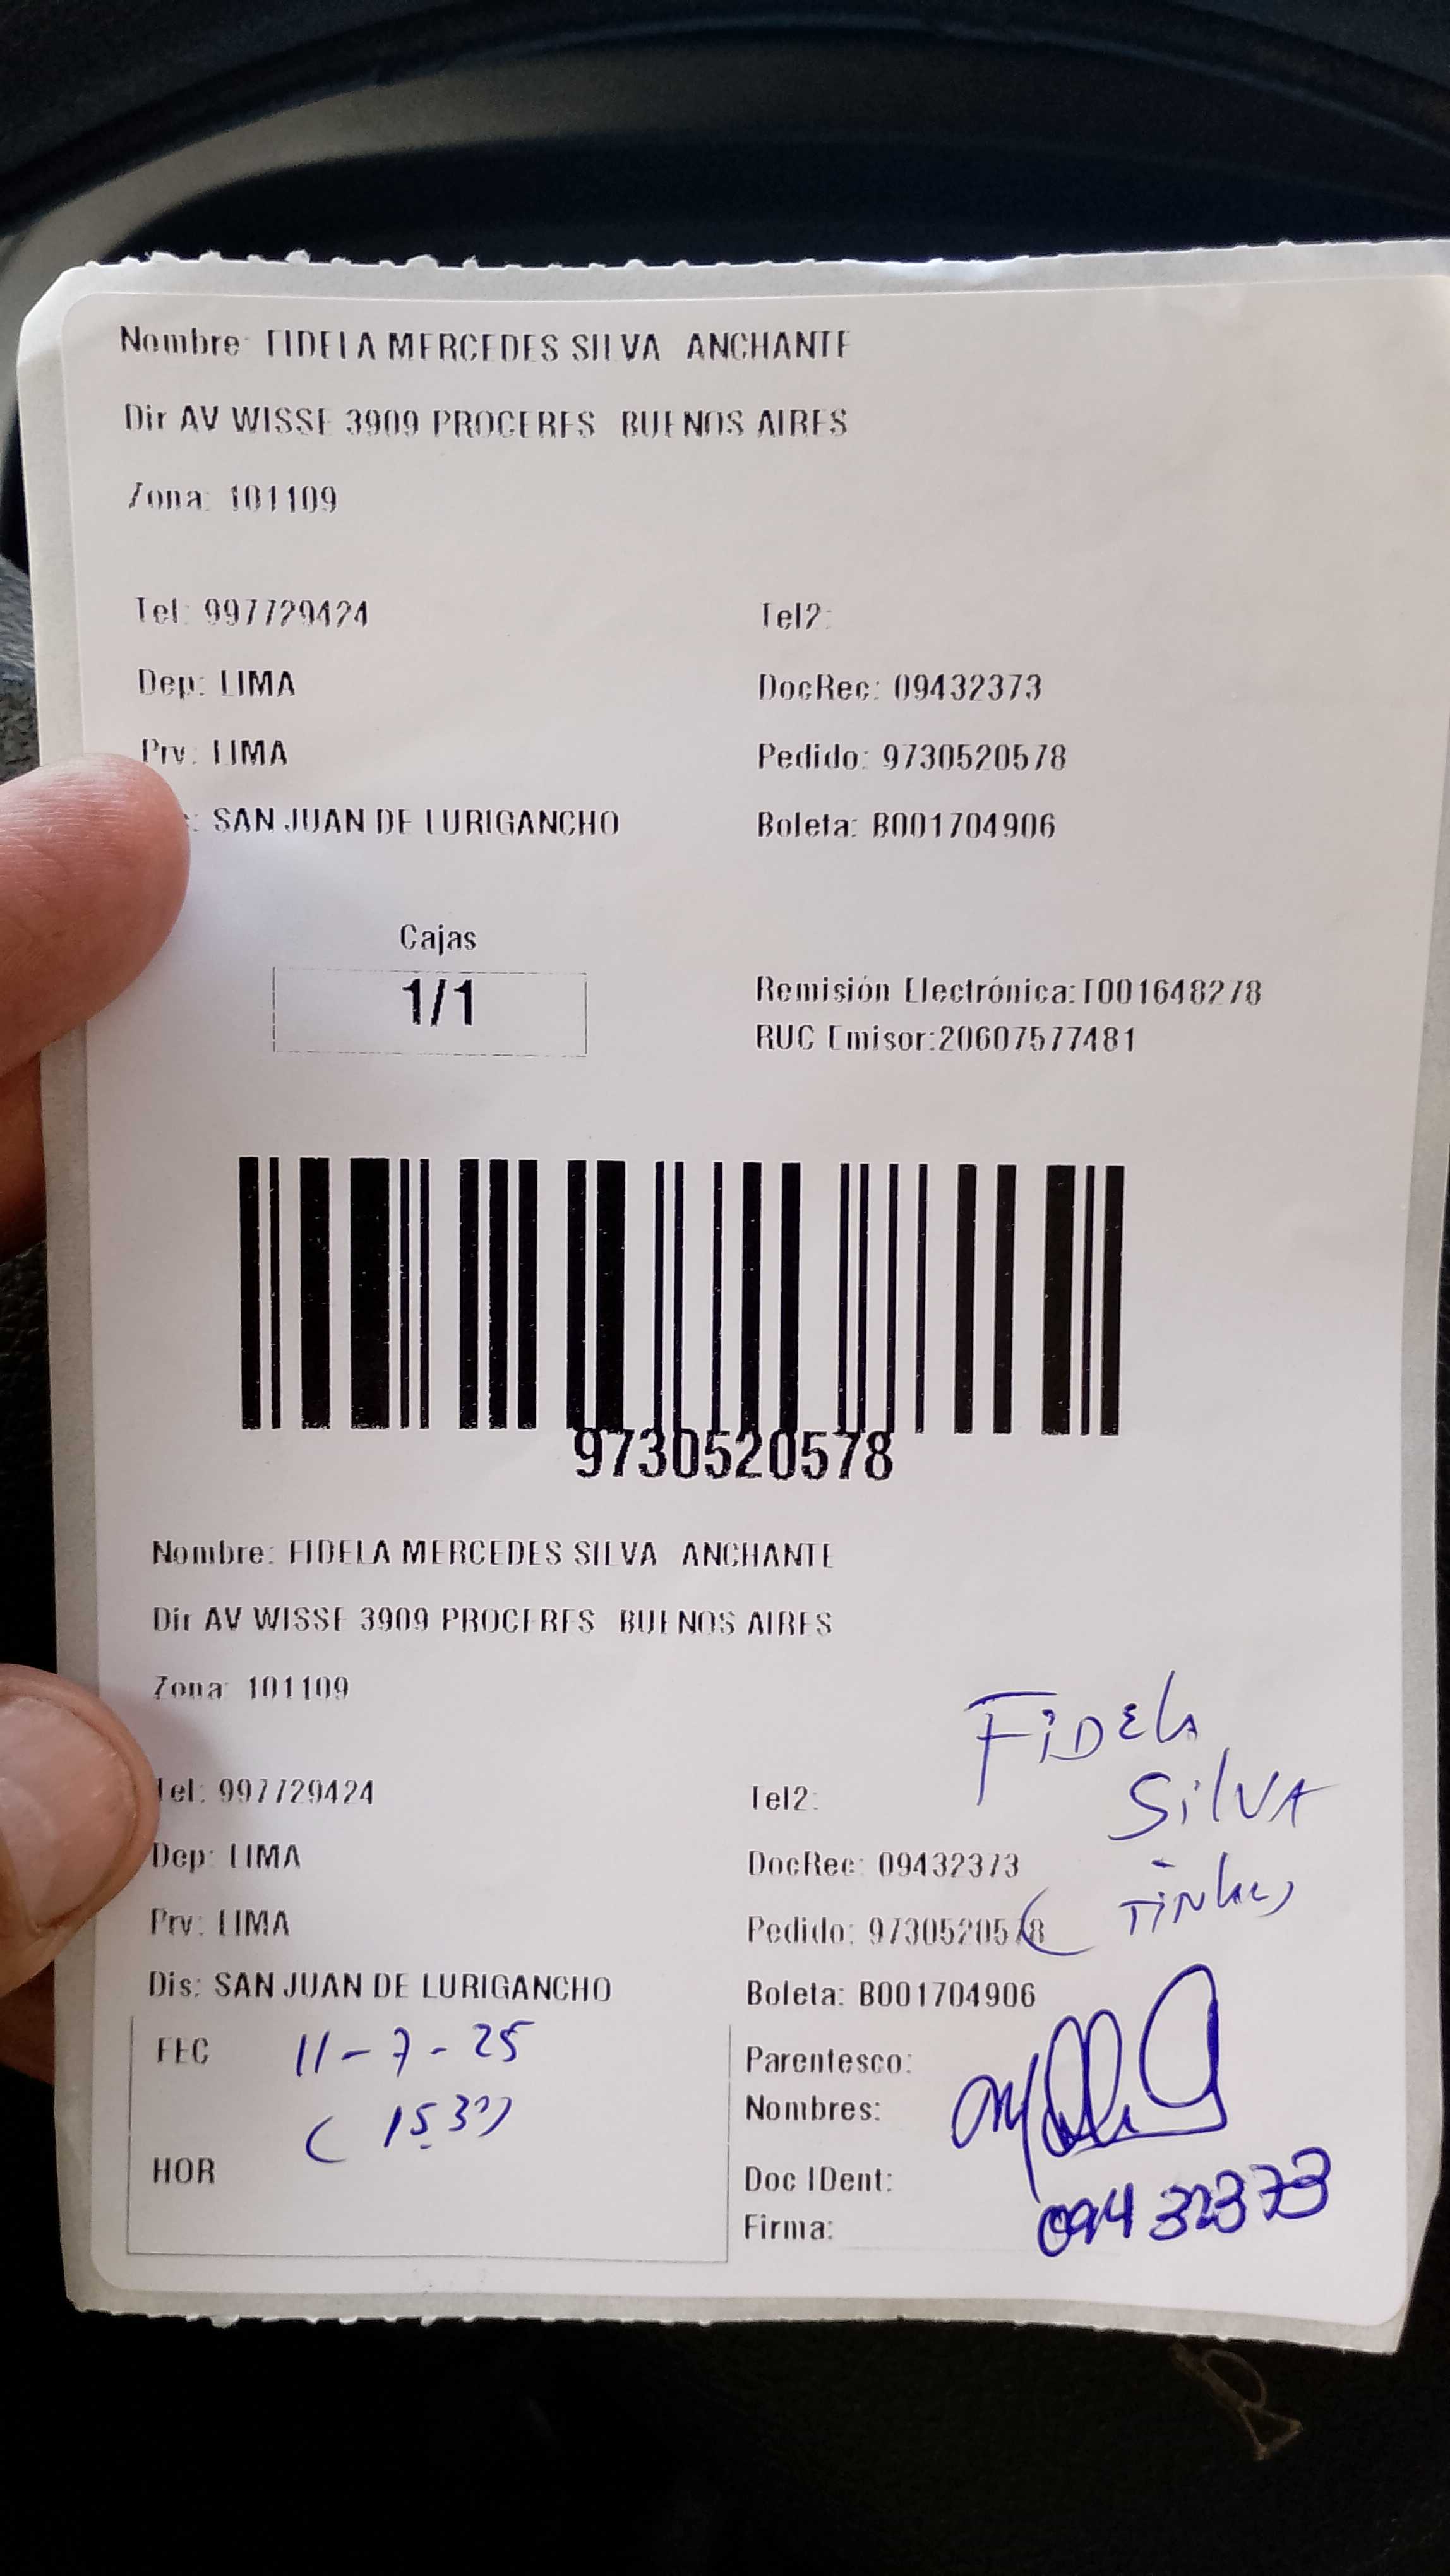 Nombre: FIDELA MERCEDES SILVA ANCHANTE
Dir AV WISSE 3909 PROCERES BUENOS AIRES
Zona: 101109
Tel: 997729424 Tel2:
Dep: LIMA DocRec: 09432373
Prv: LIMA Pedido: 9730520578
: SAN JUAN DE LURIGANCHO Boleta: B001704906
Cajas
1/1
Remisión Electrónica:T001648278
RUC Emisor:20607577481
9730520578
Nombre: FIDELA MERCEDES SILVA ANCHANTE
Dir AV WISSE 3909 PROCERES BUENOS AIRES
Zona: 101109
FiDElA
SilVA
Tel: 997729424 Tel2:
Dep: LIMA DocRec: 09432373
Prv: LIMA Pedido: 9730520578
Dis: SAN JUAN DE LURIGANCHO Boleta: B001704906
FEC 11-7-25
(1530)
HOR
Parentesco:
Nombres:
Doc IDent:
Firma:
09432373